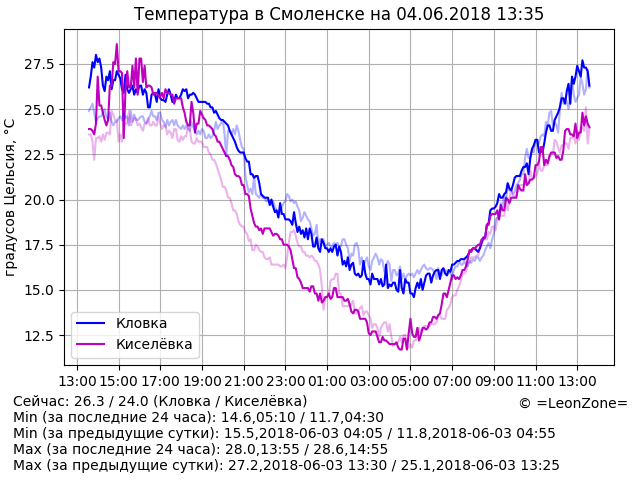 Температура в Смоленске на 04.06.2018 13:35
градусов Цельсия, °C
27.5
25.0
22.5
20.0
17.5
15.0
12.5
Кловка
Киселёвка
13:00 15:00 17:00 19:00 21:00 23:00 01:00 03:00 05:00 07:00 09:00 11:00 13:00
Сейчас: 26.3 / 24.0 (Кловка / Киселёвка)
© =LeonZone=
Min (за последние 24 часа): 14.6,05:10 / 11.7,04:30
Min (за предыдущие сутки): 15.5,2018-06-03 04:05 / 11.8,2018-06-03 04:55
Max (за последние 24 часа): 28.0,13:55 / 28.6,14:55
Max (за предыдущие сутки): 27.2,2018-06-03 13:30 / 25.1,2018-06-03 13:25